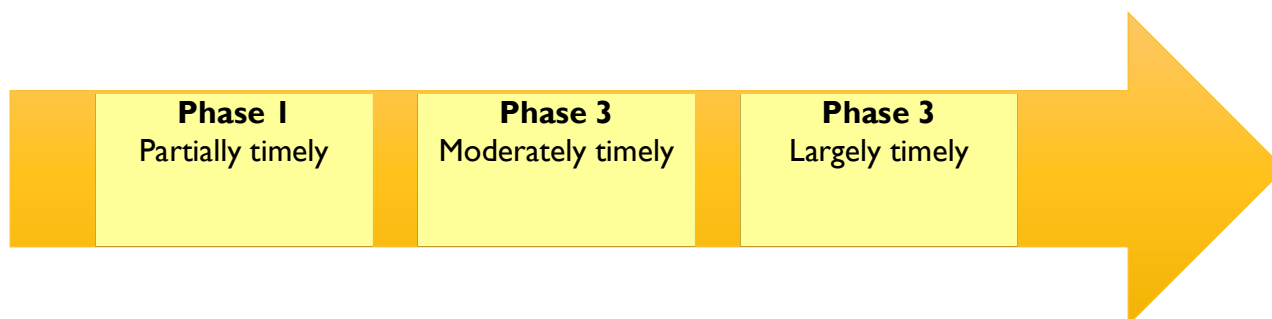 Phase 1
Partially timely
Phase 3
Moderately timely
Phase 3
Largely timely